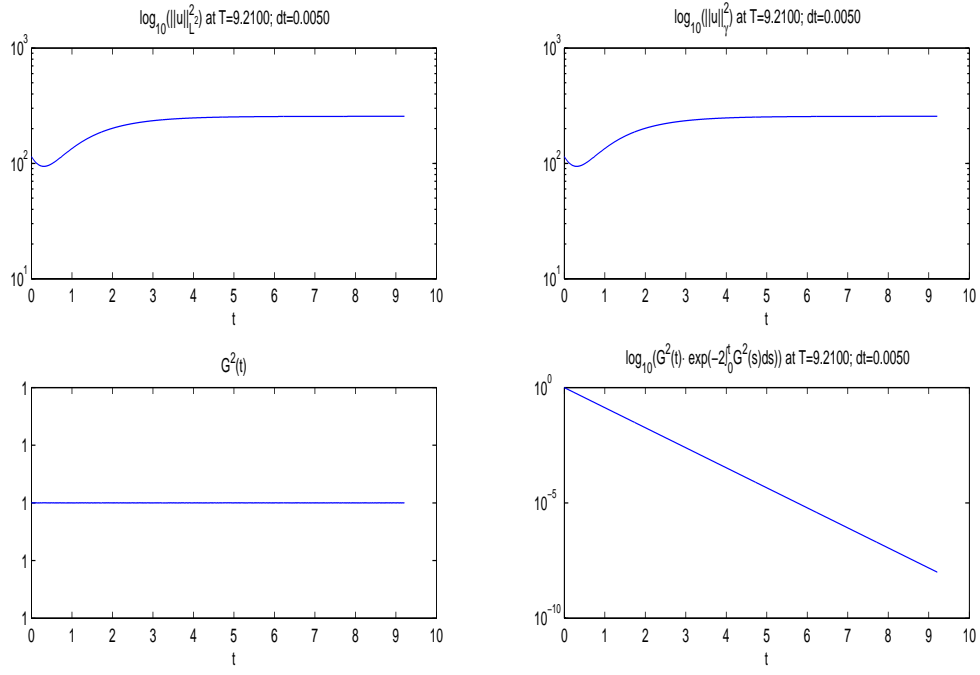 log10(||u||²L²) at T=9.2100; dt=0.0050
10³
10²
10¹
0 1 2 3 4 5 6 7 8 9 10
t
log10(||u||²γ) at T=9.2100; dt=0.0050
10³
10²
10¹
0 1 2 3 4 5 6 7 8 9 10
t
G²(t)
1
1
1
1
1
0 1 2 3 4 5 6 7 8 9 10
t
log10(G²(t)· exp(-2∫0tG²(s)ds)) at T=9.2100; dt=0.0050
10⁰
10⁻⁵
10⁻¹⁰
0 1 2 3 4 5 6 7 8 9 10
t